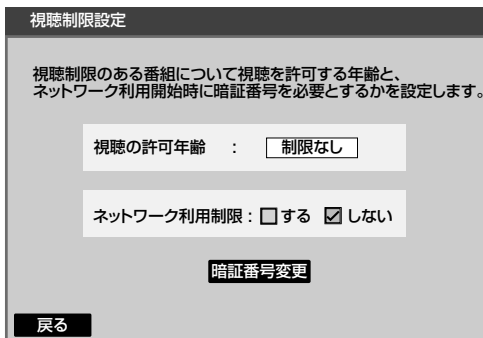 視聴制限設定
視聴制限のある番組について視聴を許可する年齢と、
ネットワーク利用開始時に暗証番号を必要とするかを設定します。
視聴の許可年齢 : 制限なし
ネットワーク利用制限 : する しない
暗証番号変更
戻る